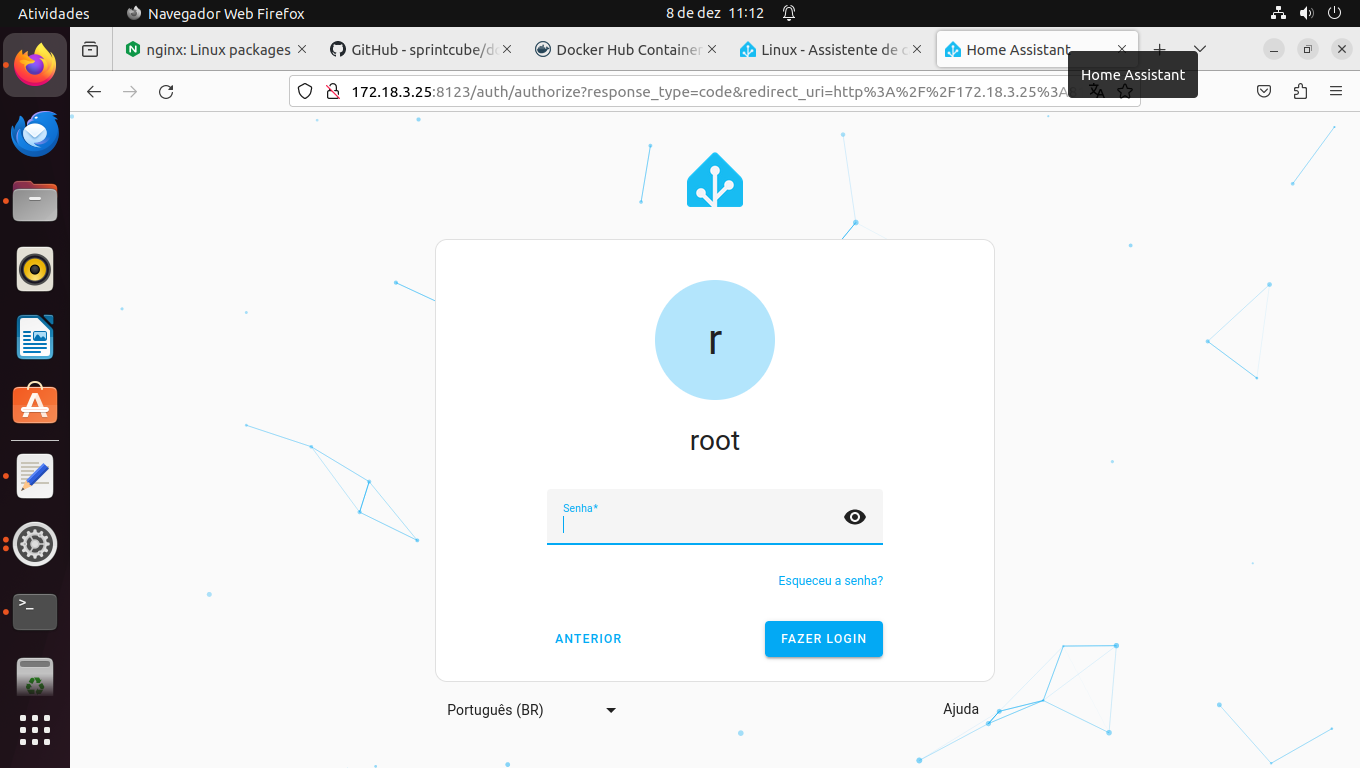 Atividades
Navegador Web Firefox
8 de dez 11:12
nginx: Linux packages
GitHub - sprintcube/do
Docker Hub Container
Linux - Assistente de c
Home Assistant
Home Assistant
172.18.3.25:8123/auth/authorize?response_type=code&redirect_uri=http%3A%2F%2F172.18.3.25%3A8
r
root
Senha*
Esqueceu a senha?
ANTERIOR
FAZER LOGIN
Português (BR)
Ajuda